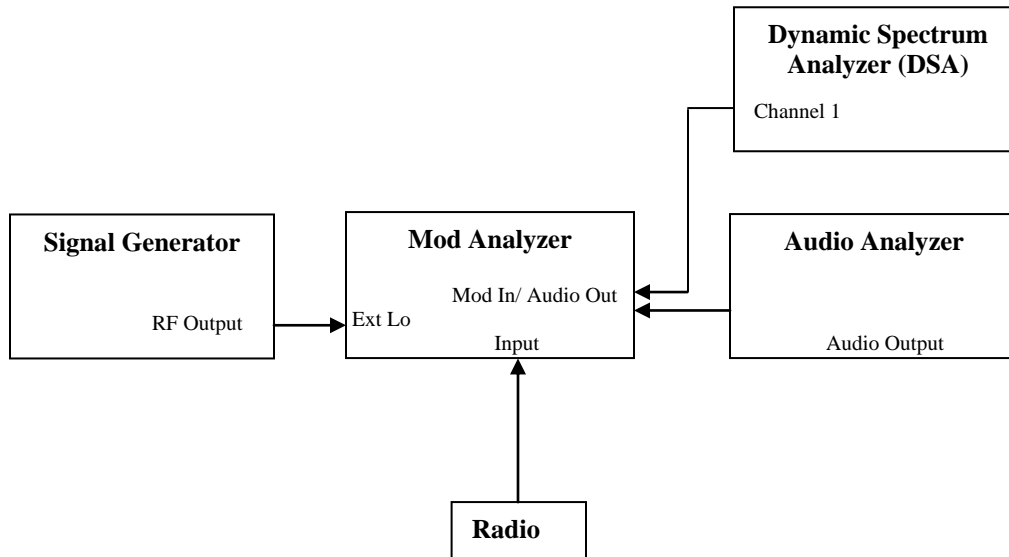 Dynamic Spectrum
Analyzer (DSA)
Channel 1
Signal Generator
RF Output
Mod Analyzer
Mod In/ Audio Out
Ext Lo
Input
Audio Analyzer
Audio Output
Radio